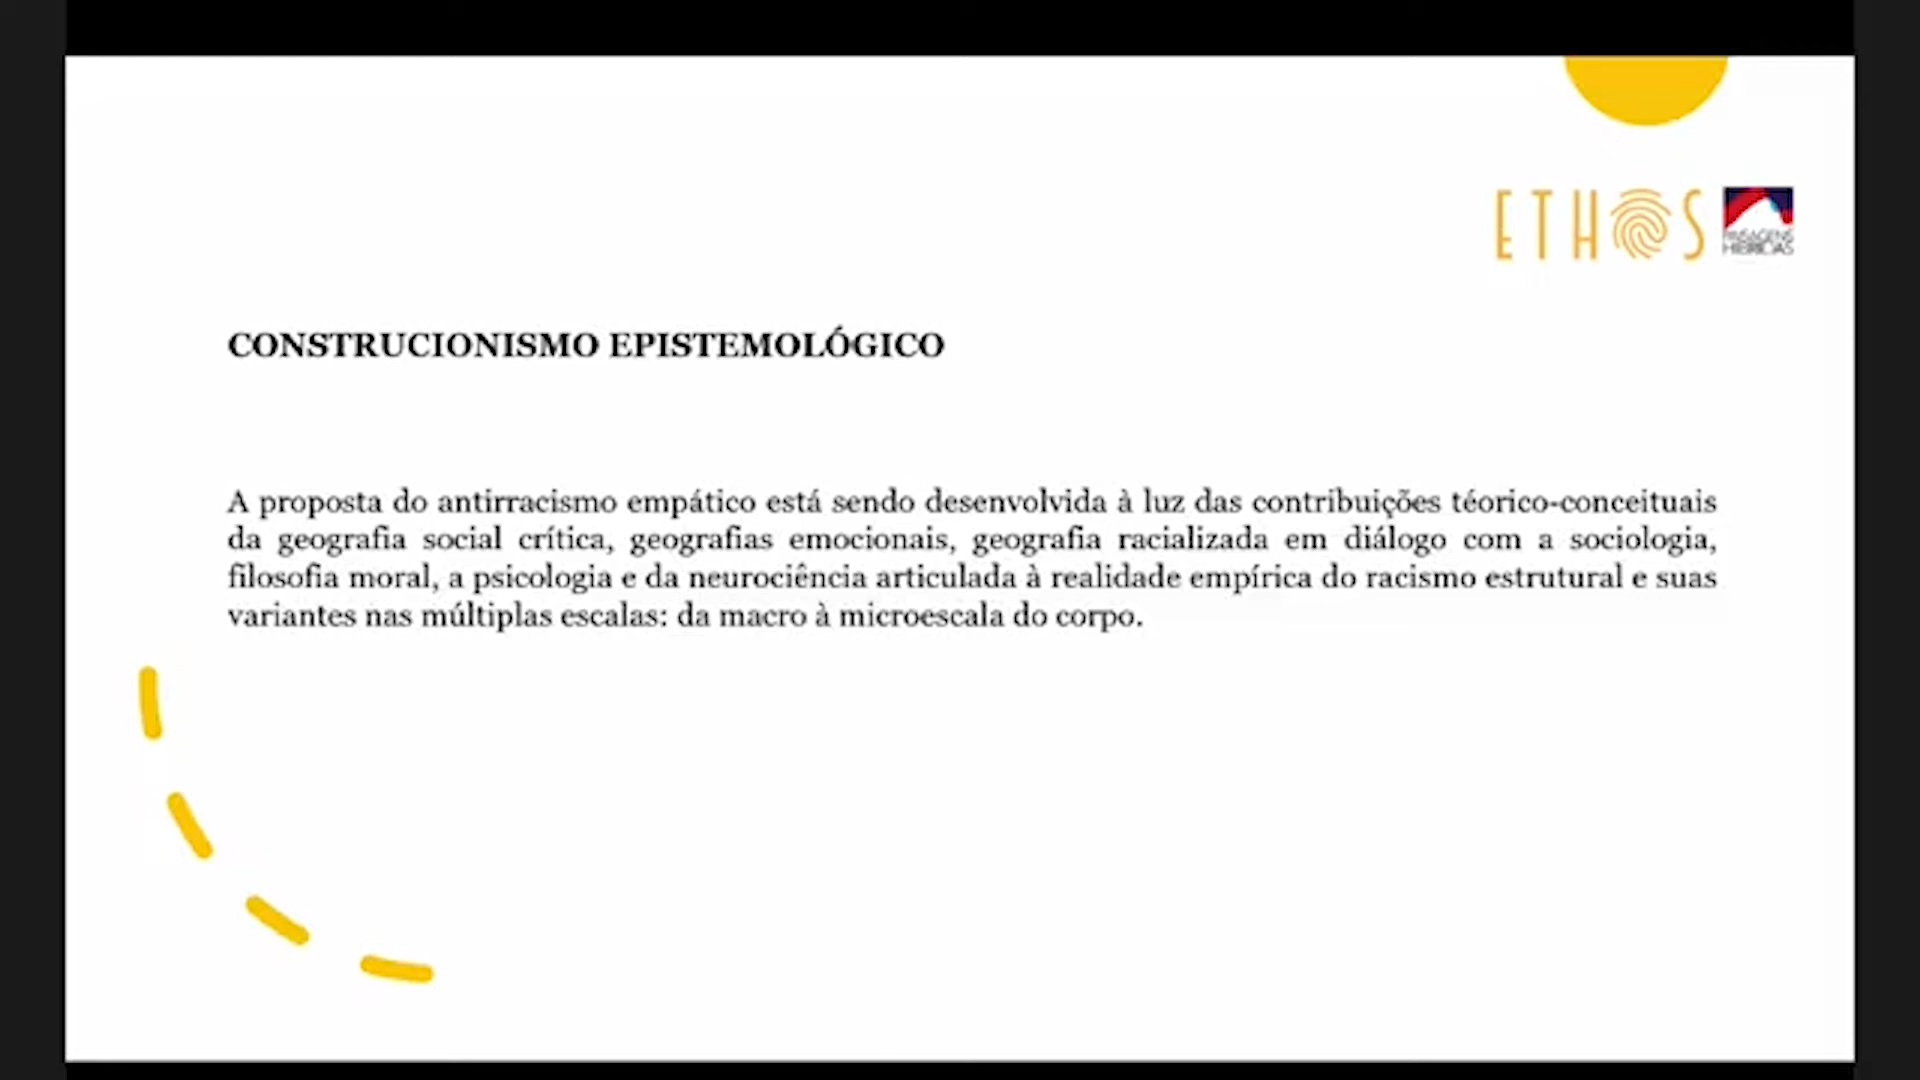 ETHOS
PAISAGENS
HÍBRIDAS
CONSTRUCIONISMO EPISTEMOLÓGICO
A proposta do antirracismo empático está sendo desenvolvida à luz das contribuições téorico-conceituais
da geografia social crítica, geografias emocionais, geografia racializada em diálogo com a sociologia,
filosofia moral, a psicologia e da neurociência articulada à realidade empírica do racismo estrutural e suas
variantes nas múltiplas escalas: da macro à microescala do corpo.